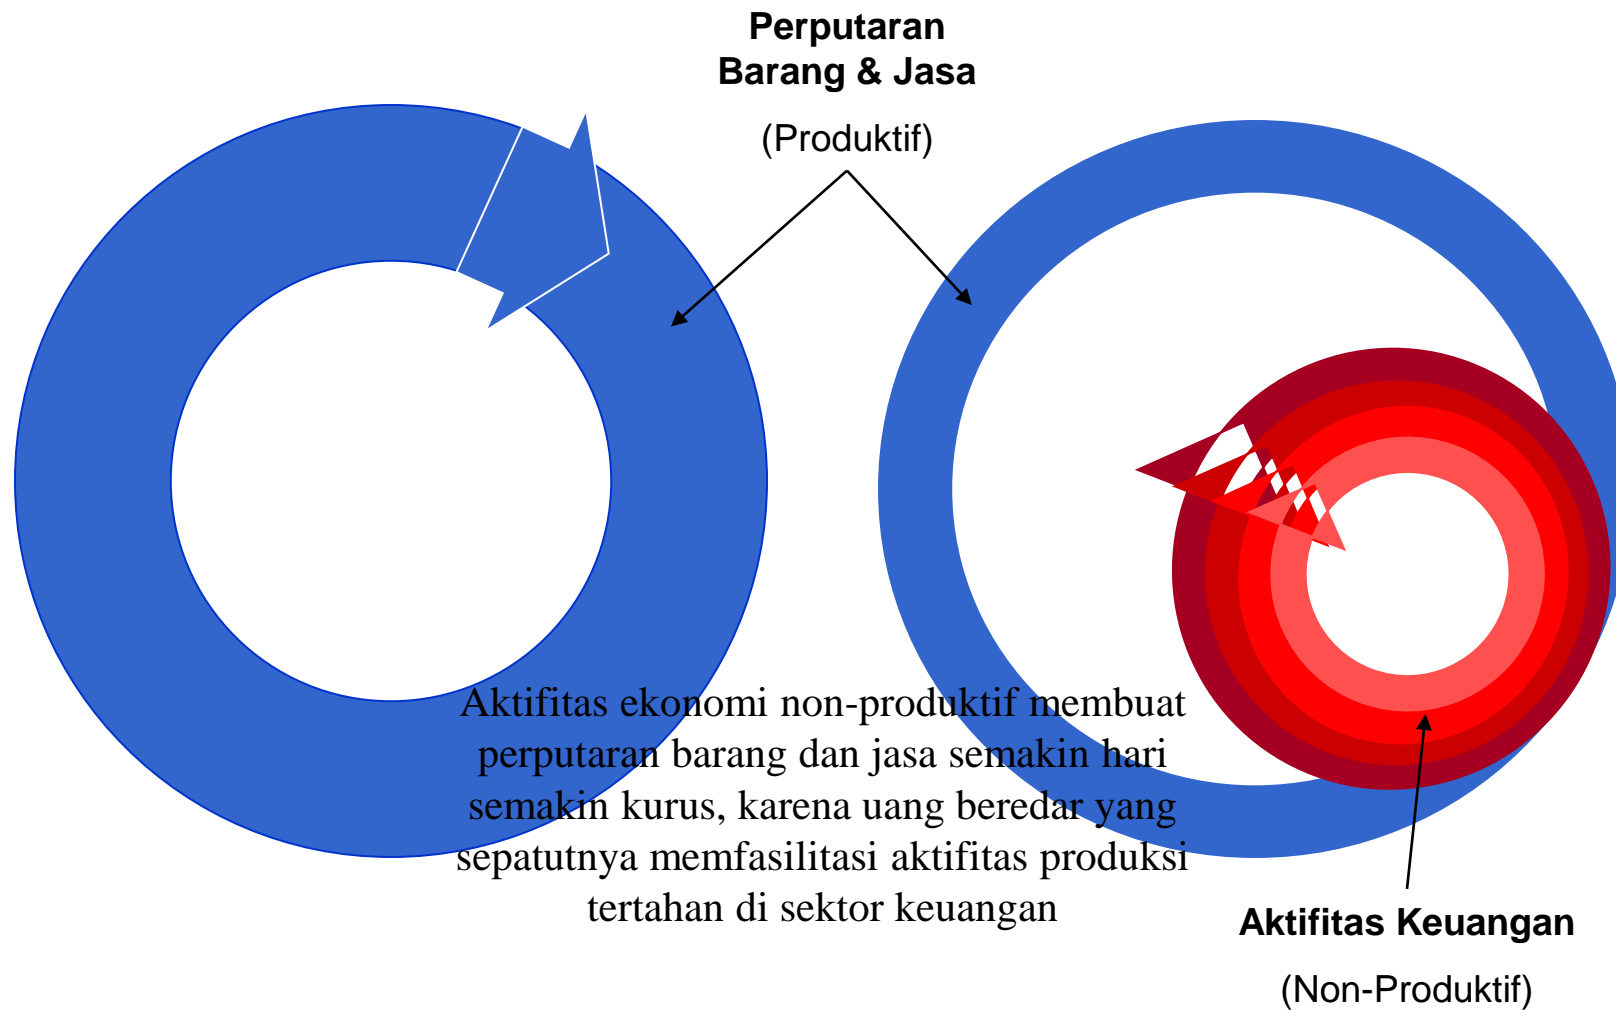 Perputaran
Barang & Jasa
(Produktif)
Aktifitas ekonomi non-produktif membuat
perputaran barang dan jasa semakin hari
semakin kurus, karena uang beredar yang
sepatutnya memfasilitasi aktifitas produksi
tertahan di sektor keuangan
Aktifitas Keuangan
(Non-Produktif)